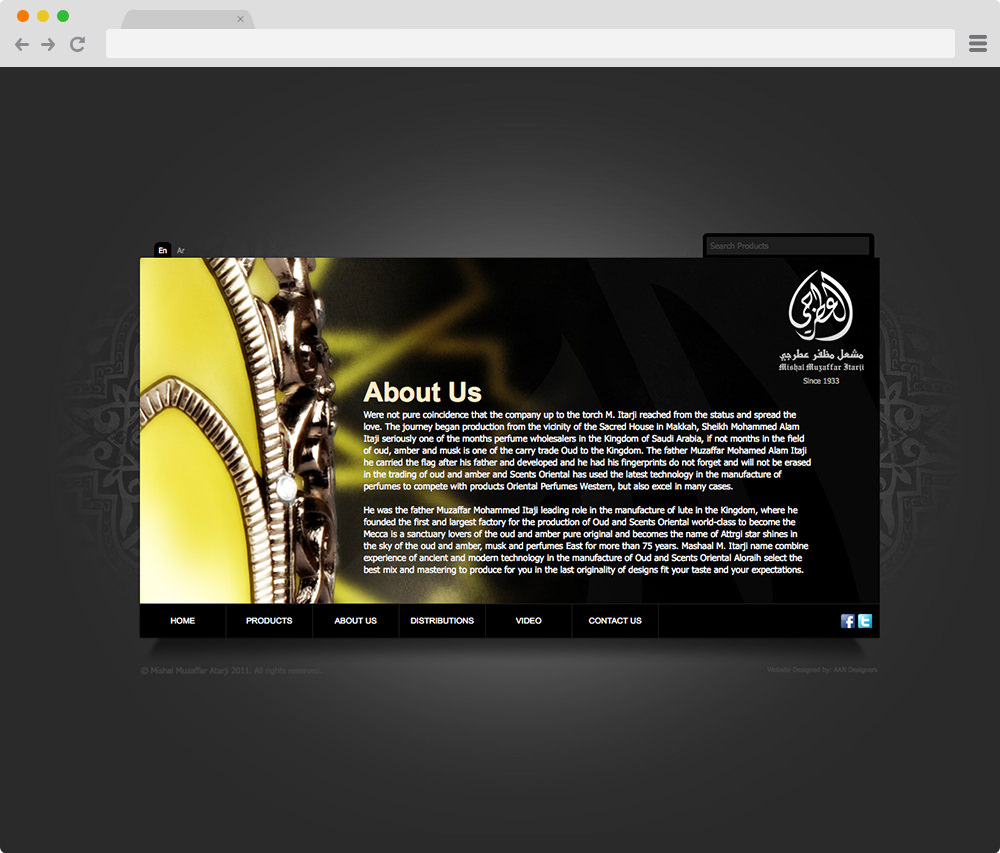 En Ar
Search Products
العطرجي
مشعل مظفر عطرجي
Mishal Muzaffar Itarji
Since 1933
About Us
Were not pure coincidence that the company up to the torch M. Itarji reached from the status and spread the
love. The journey began production from the vicinity of the Sacred House in Makkah, Sheikh Mohammed Alam
Itaji seriously one of the months perfume wholesalers in the Kingdom of Saudi Arabia, if not months in the field
of oud, amber and musk is one of the carry trade Oud to the Kingdom. The father Muzaffar Mohamed Alam Itaji
he carried the flag after his father and developed and he had his fingerprints do not forget and will not be erased
in the trading of oud and amber and Scents Oriental has used the latest technology in the manufacture of
perfumes to compete with products Oriental Perfumes Western, but also excel in many cases.
He was the father Muzaffar Mohammed Itaji leading role in the manufacture of lute in the Kingdom, where he
founded the first and largest factory for the production of Oud and Scents Oriental world-class to become the
Mecca is a sanctuary lovers of the oud and amber pure original and becomes the name of Attrgi star shines in
the sky of the oud and amber, musk and perfumes East for more than 75 years. Mashaal M. Itarji name combine
experience of ancient and modern technology in the manufacture of Oud and Scents Oriental Aloraih select the
best mix and mastering to produce for you in the last originality of designs fit your taste and your expectations.
HOME PRODUCTS ABOUT US DISTRIBUTIONS VIDEO CONTACT US
© Mishal Muzaffar Atarji 2011. All rights reserved.
Website Designed by: AAR Designers